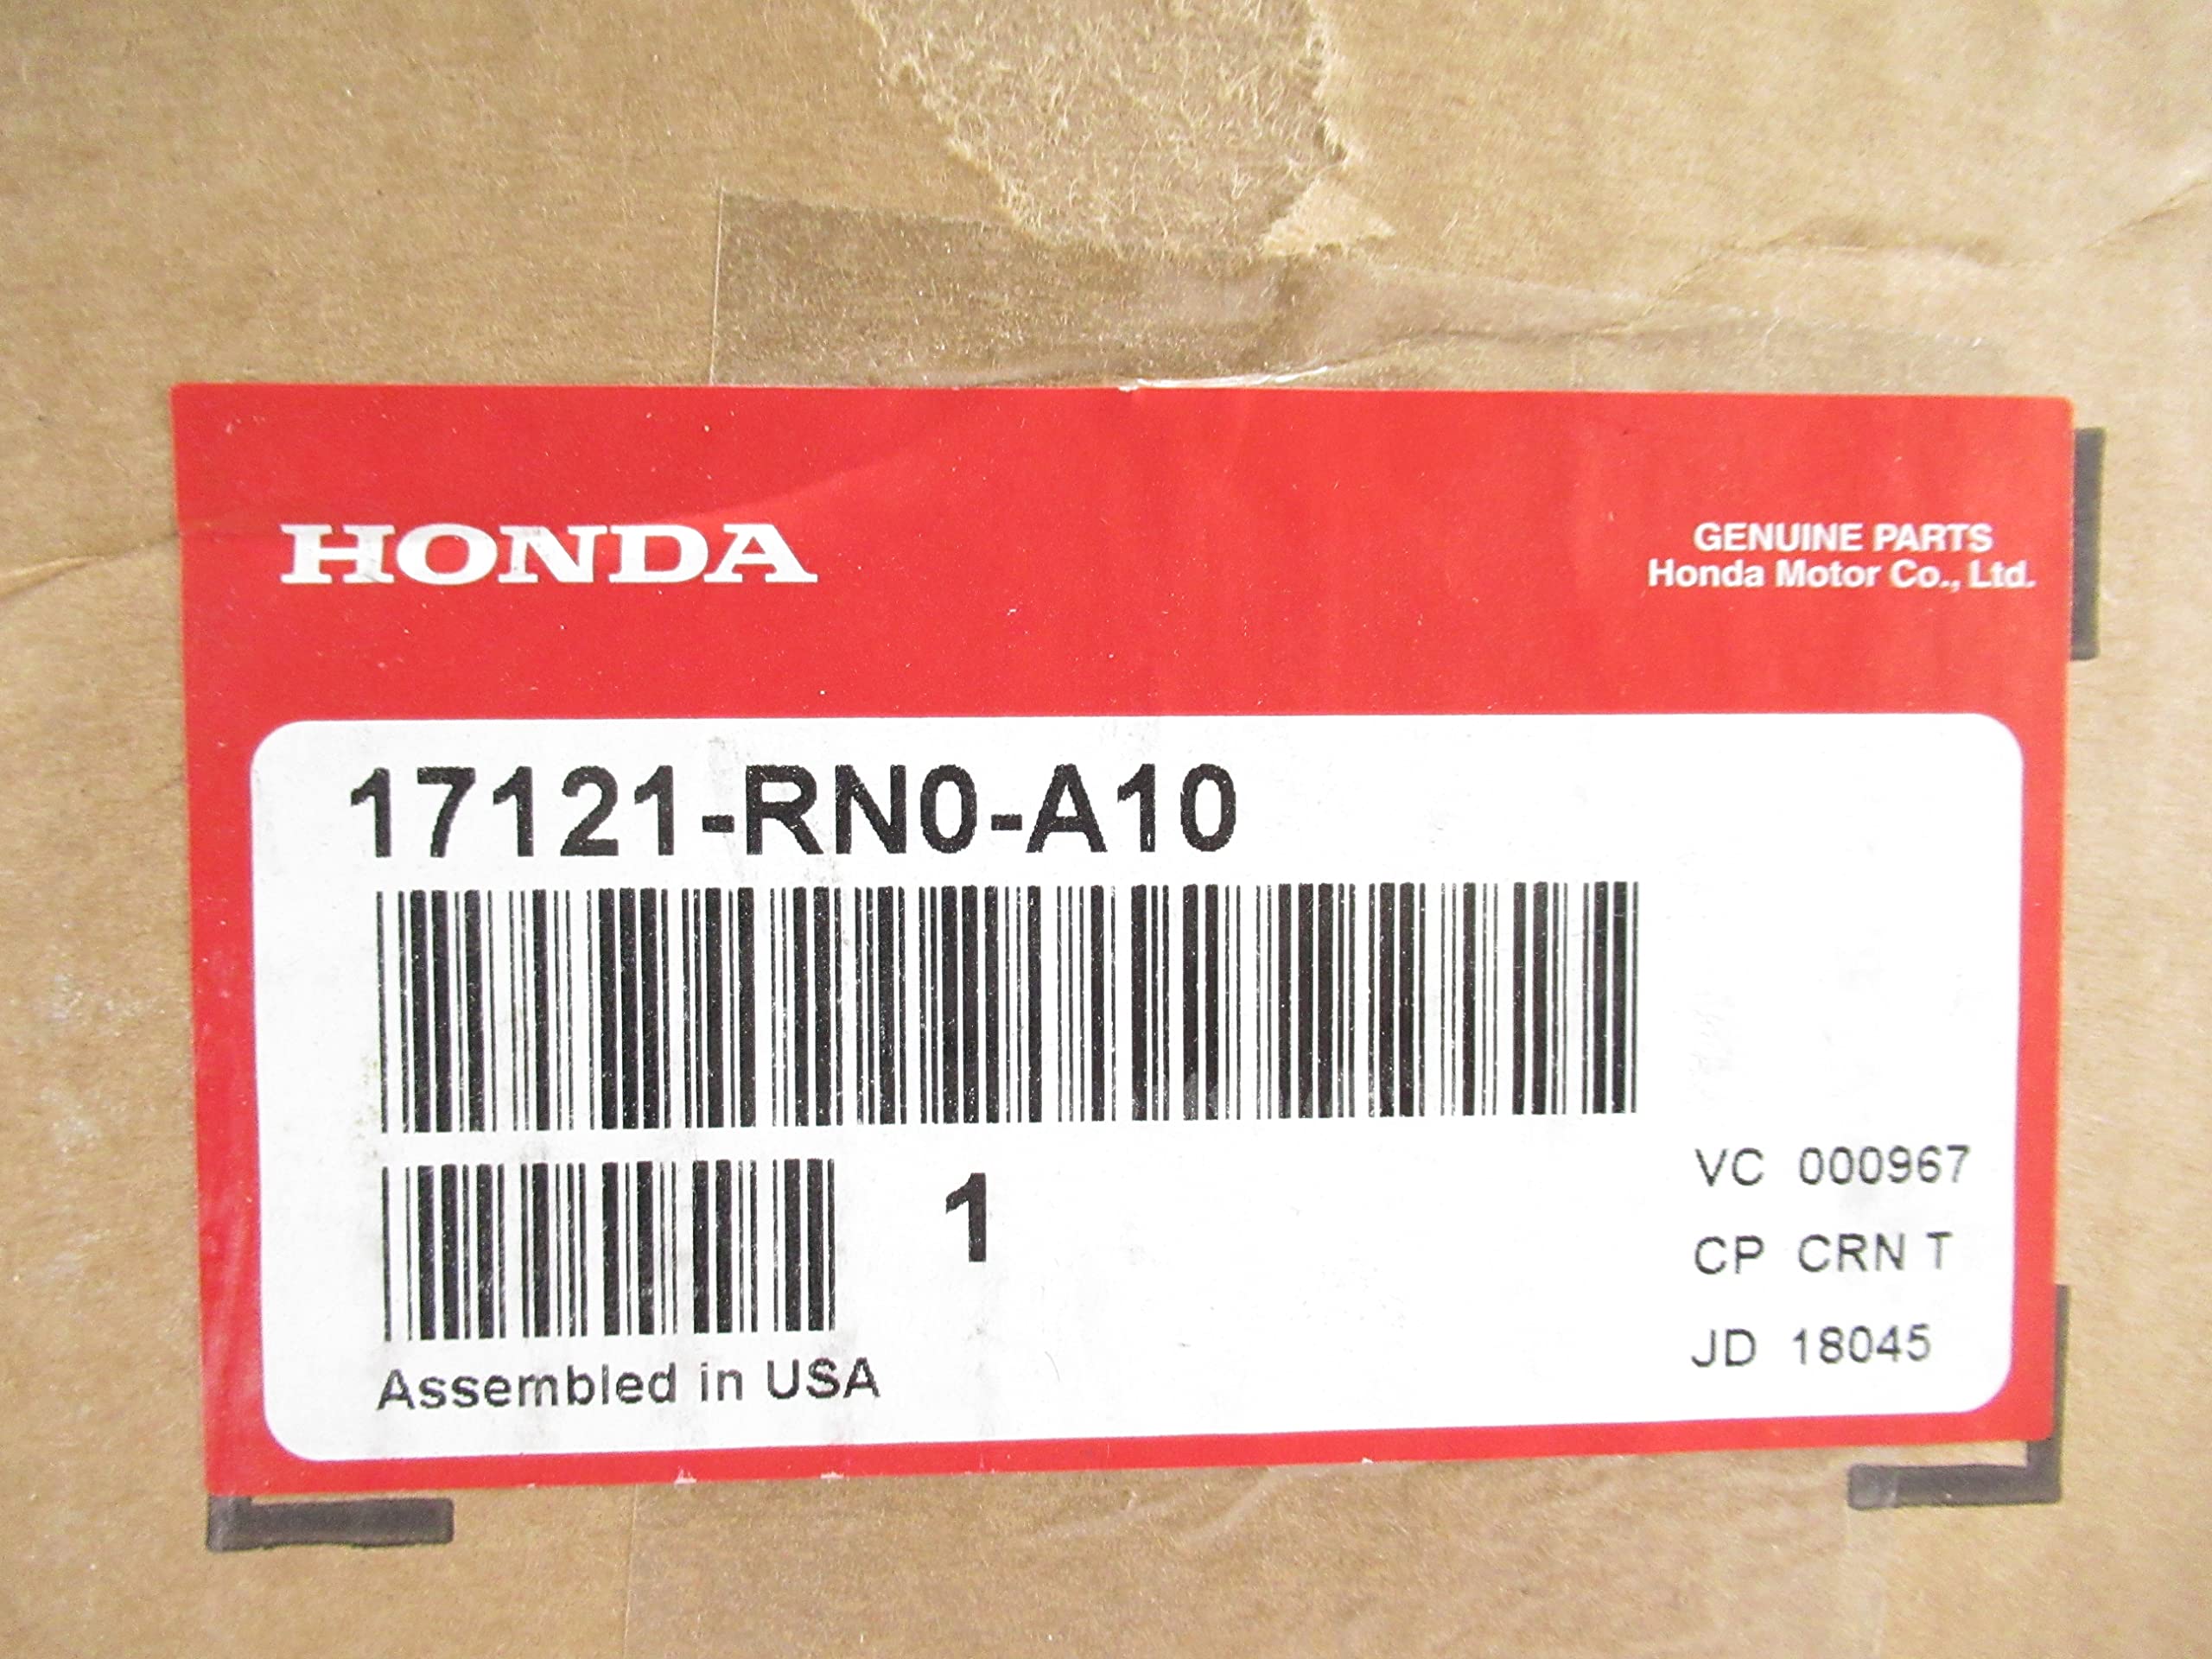 HONDA
GENUINE PARTS
Honda Motor Co., Ltd.
17121-RN0-A10
1
VC 000967
CP CRN T
JD 18045
Assembled in USA